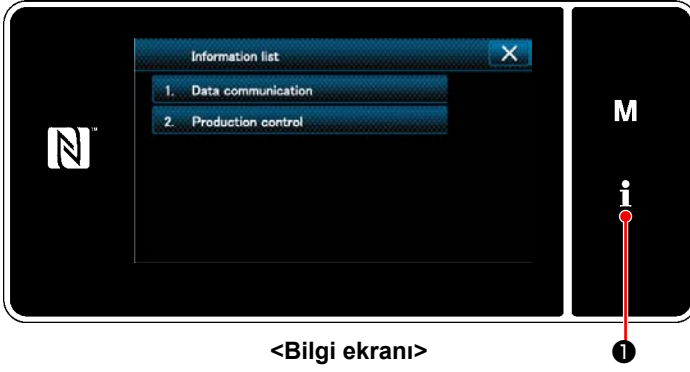 Information list
1. Data communication
2. Production control
M
i
<Bilgi ekranı>
❶